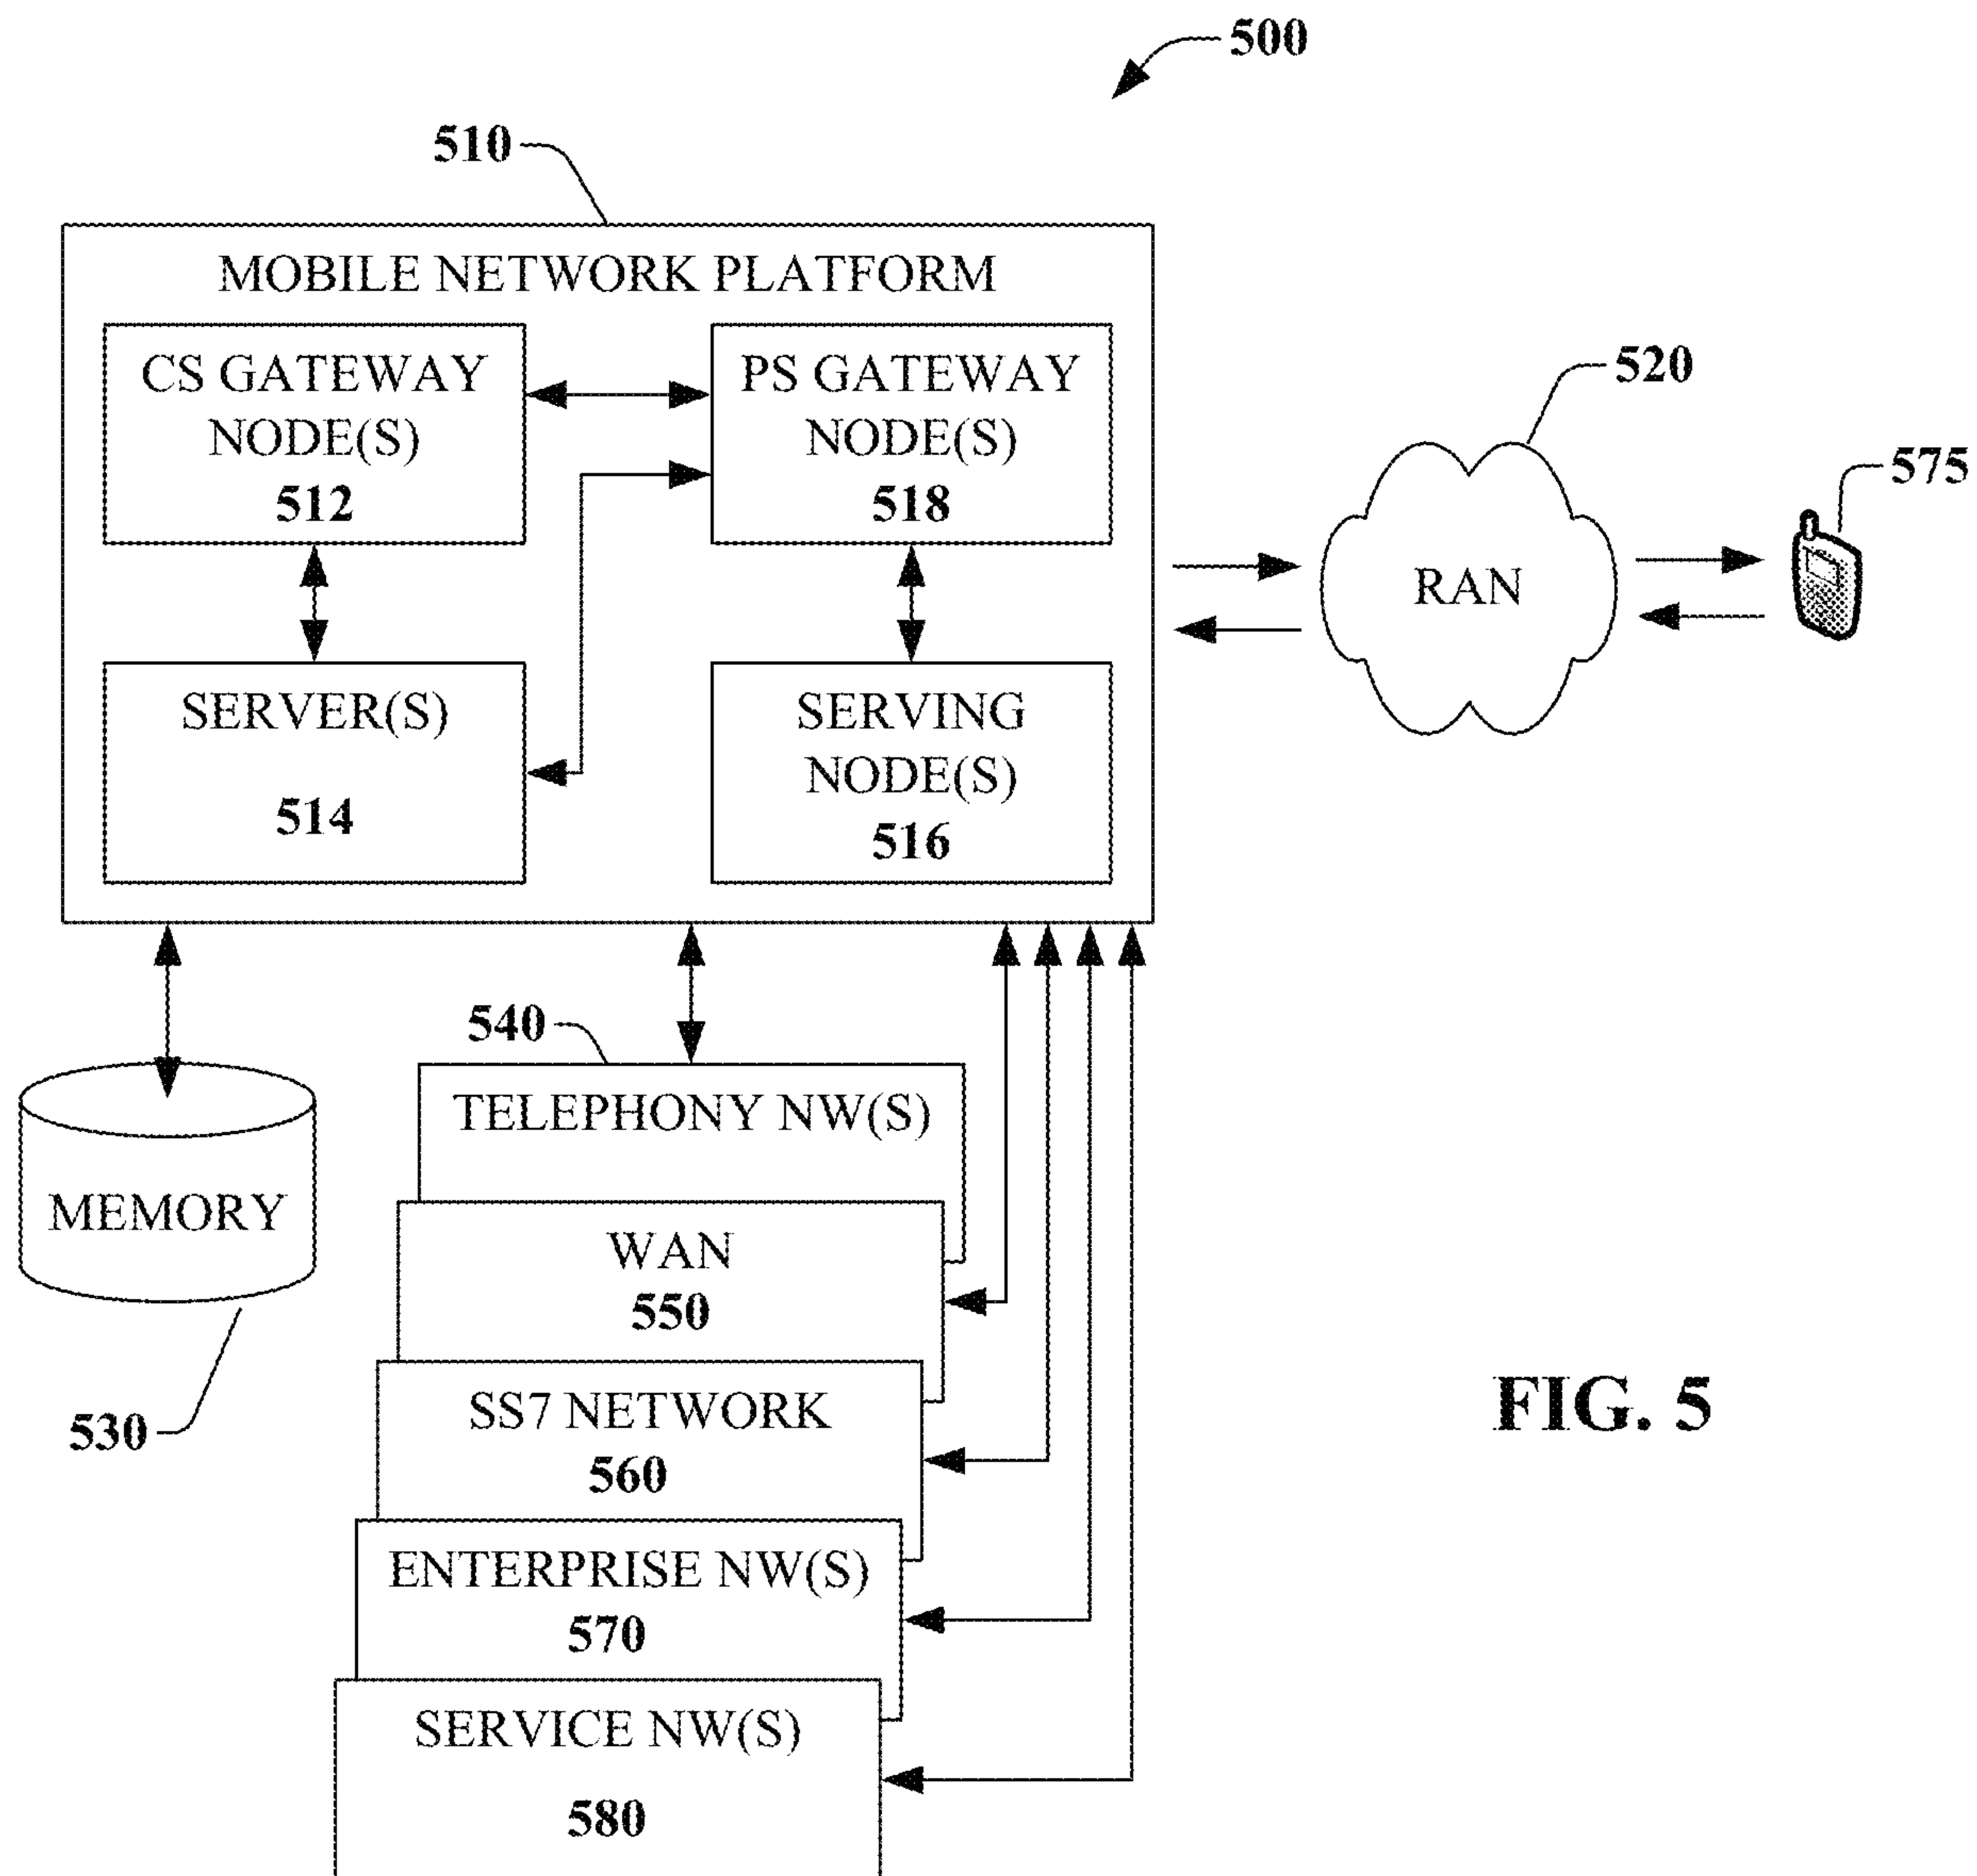 500
510
MOBILE NETWORK PLATFORM
CS GATEWAY
NODE(S)
512
PS GATEWAY
NODE(S)
518
SERVER(S)
514
SERVING
NODE(S)
516
520
RAN
575
540
TELEPHONY NW(S)
MEMORY
530
WAN
550
SS7 NETWORK
560
ENTERPRISE NW(S)
570
SERVICE NW(S)
580
FIG. 5